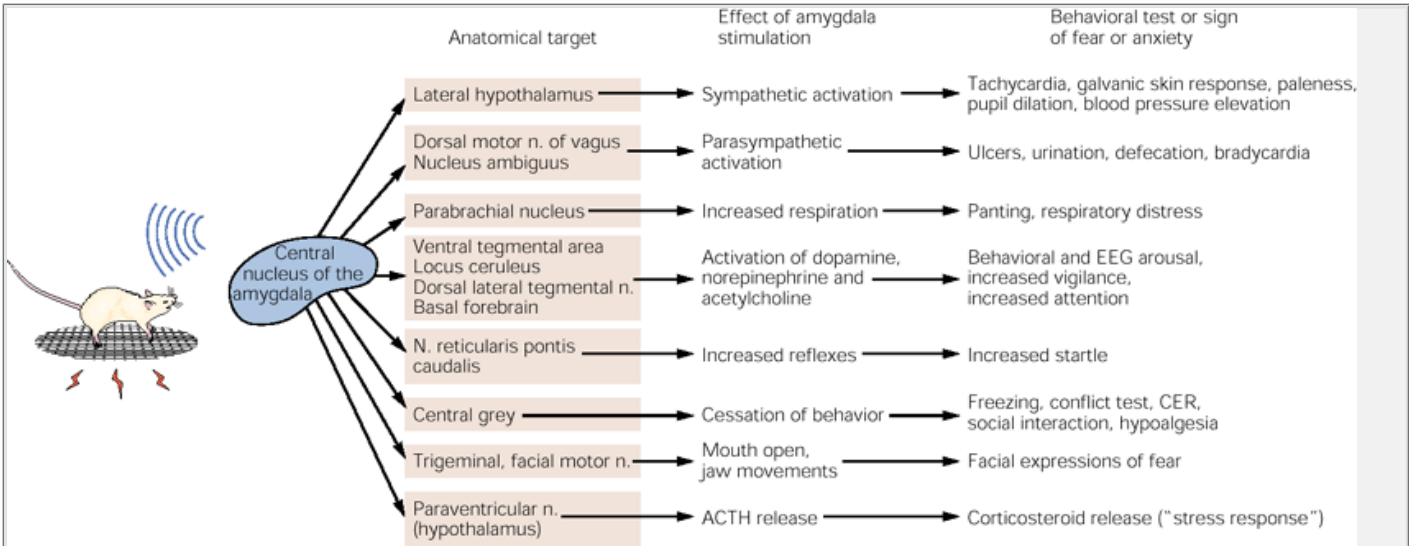 Anatomical target
Effect of amygdala
stimulation
Behavioral test or sign
of fear or anxiety
Central
nucleus of the
amygdala
Lateral hypothalamus
Sympathetic activation
Tachycardia, galvanic skin response, paleness,
pupil dilation, blood pressure elevation
Dorsal motor n. of vagus
Nucleus ambiguus
Parasympathetic
activation
Ulcers, urination, defecation, bradycardia
Parabrachial nucleus
Increased respiration
Panting, respiratory distress
Ventral tegmental area
Locus ceruleus
Dorsal lateral tegmental n.
Basal forebrain
Activation of dopamine,
norepinephrine and
acetylcholine
Behavioral and EEG arousal,
increased vigilance,
increased attention
N. reticularis pontis
caudalis
Increased reflexes
Increased startle
Central grey
Cessation of behavior
Freezing, conflict test, CER,
social interaction, hypoalgesia
Trigeminal, facial motor n.
Mouth open,
jaw movements
Facial expressions of fear
Paraventricular n.
(hypothalamus)
ACTH release
Corticosteroid release ("stress response")